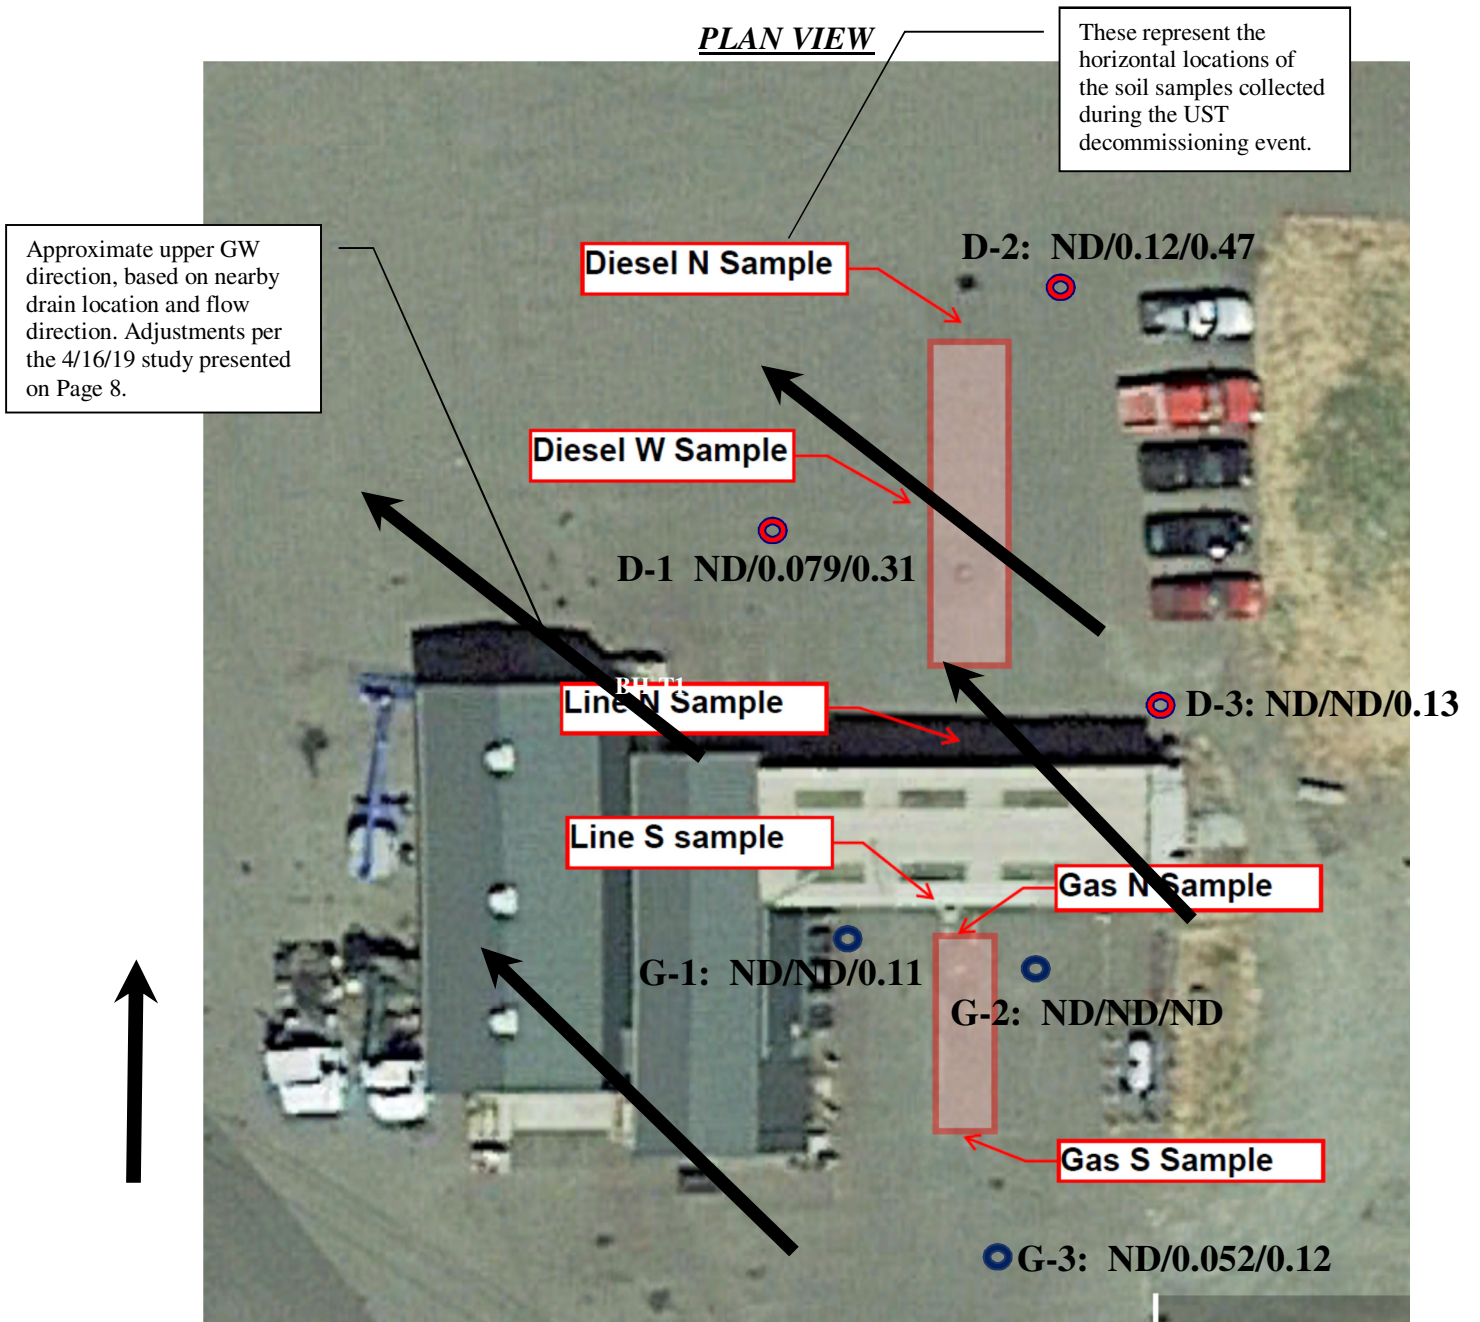 PLAN VIEW
These represent the
horizontal locations of
the soil samples collected
during the UST
decommissioning event.
Approximate upper GW
direction, based on nearby
drain location and flow
direction. Adjustments per
the 4/16/19 study presented
on Page 8.
Diesel N Sample
D-2: ND/0.12/0.47
Diesel W Sample
D-1 ND/0.079/0.31
BH-T1
Line N Sample
D-3: ND/ND/0.13
Line S sample
Gas N Sample
G-1: ND/ND/0.11
G-2: ND/ND/ND
Gas S Sample
G-3: ND/0.052/0.12